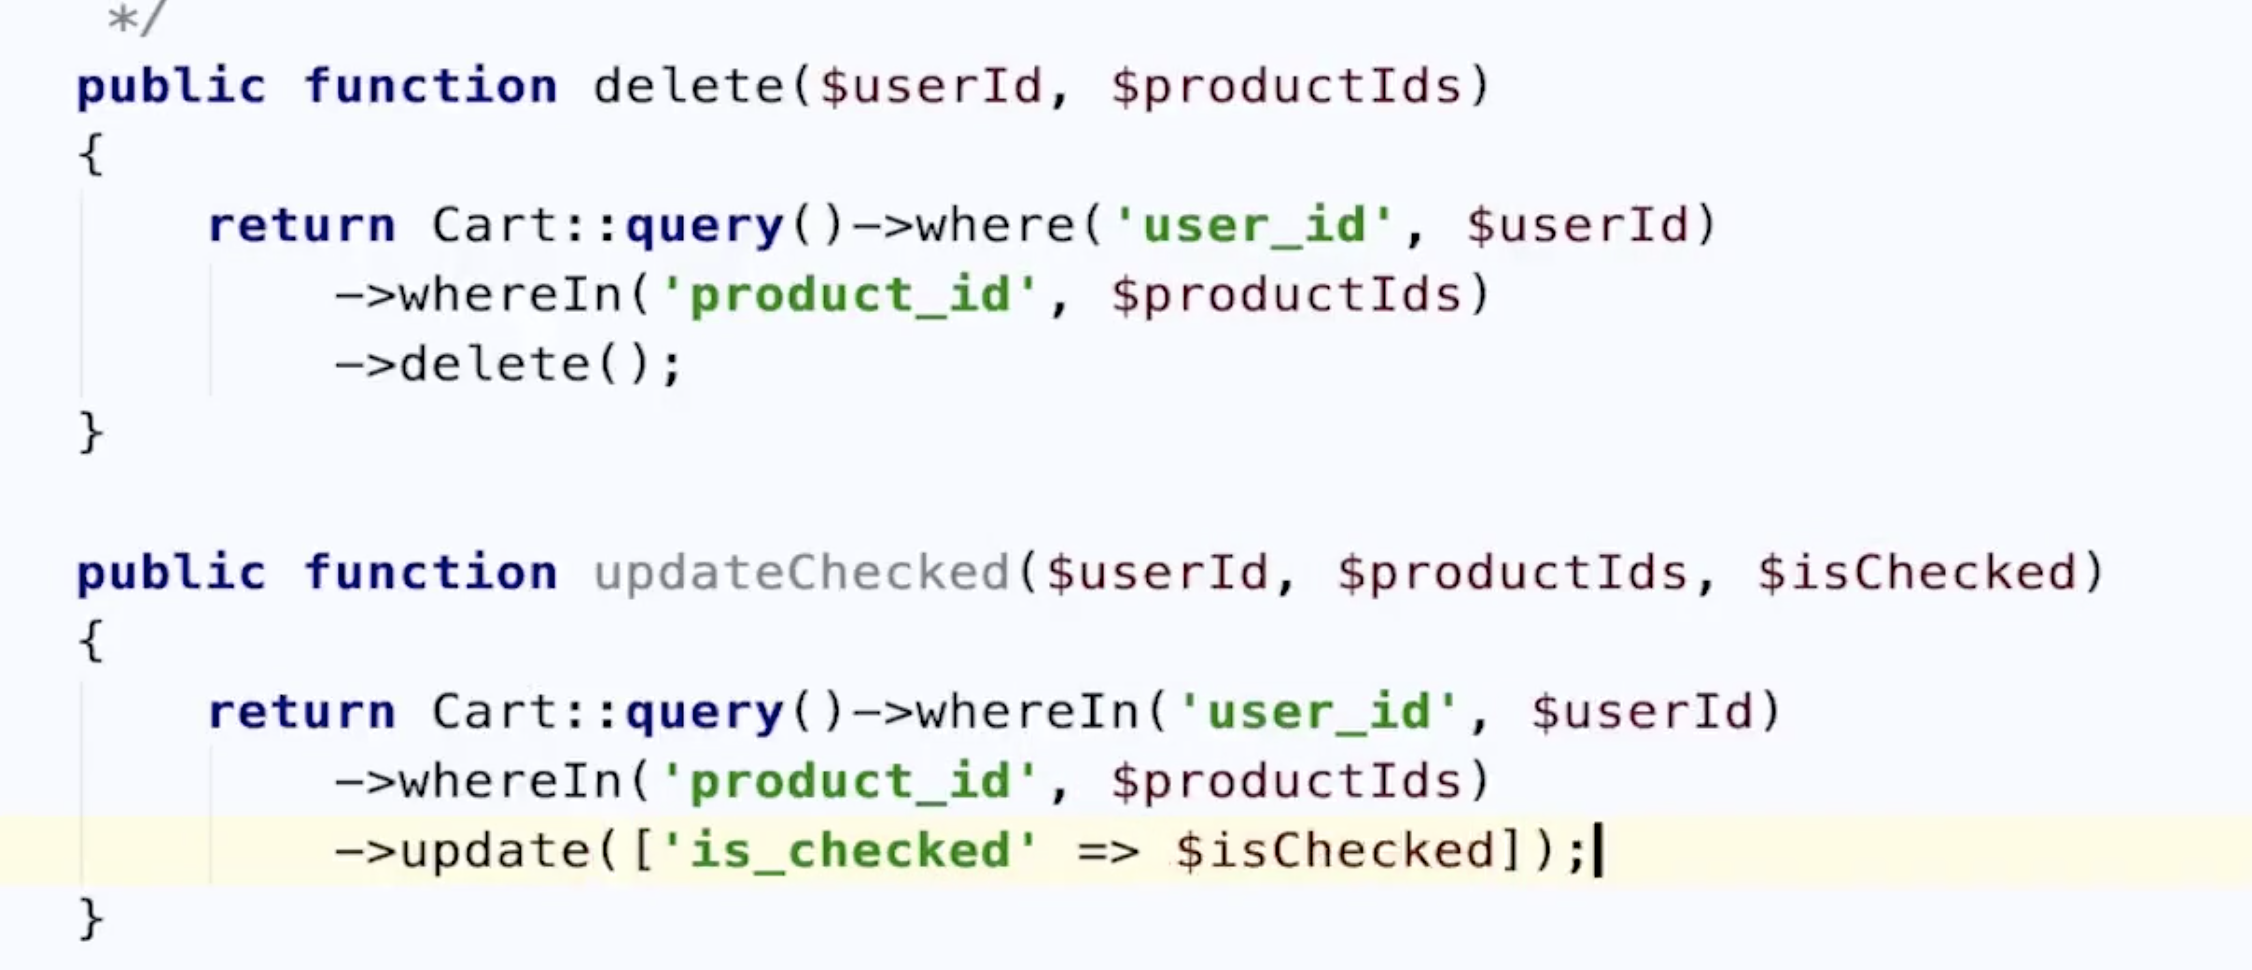 */
public function delete($userId, $productIds)
{
return Cart::query()->where('user_id', $userId)
->whereIn('product_id', $productIds)
->delete();
}
public function updateChecked($userId, $productIds, $isChecked)
{
return Cart::query()->whereIn('user_id', $userId)
->whereIn('product_id', $productIds)
->update(['is_checked' => $isChecked]);
}